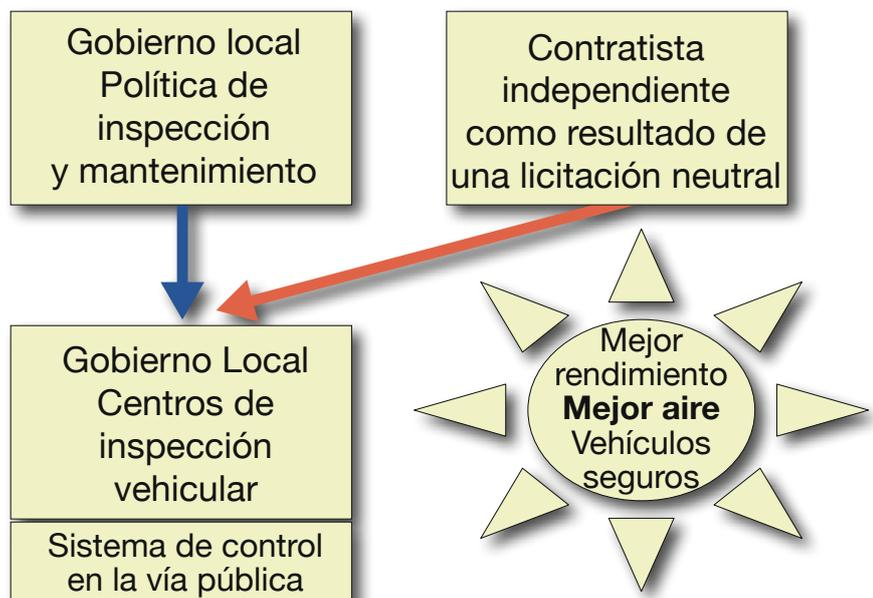 Gobierno local
Política de
inspección
y mantenimiento
Contratista
independiente
como resultado de
una licitación neutral
Gobierno Local
Centros de
inspección
vehicular
Sistema de control
en la vía pública
Mejor
rendimiento
Mejor aire
Vehículos
seguros